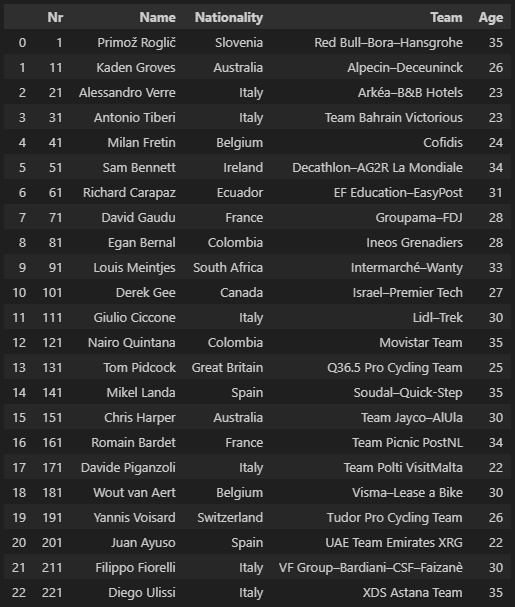 Nr Name Nationality Team Age
0 1 Primož Roglič Slovenia Red Bull–Bora–Hansgrohe 35
1 11 Kaden Groves Australia Alpecin–Deceuninck 26
2 21 Alessandro Verre Italy Arkéa–B&B Hotels 23
3 31 Antonio Tiberi Italy Team Bahrain Victorious 23
4 41 Milan Fretin Belgium Cofidis 24
5 51 Sam Bennett Ireland Decathlon–AG2R La Mondiale 34
6 61 Richard Carapaz Ecuador EF Education–EasyPost 31
7 71 David Gaudu France Groupama–FDJ 28
8 81 Egan Bernal Colombia Ineos Grenadiers 28
9 91 Louis Meintjes South Africa Intermarché–Wanty 33
10 101 Derek Gee Canada Israel–Premier Tech 27
11 111 Giulio Ciccone Italy Lidl–Trek 30
12 121 Nairo Quintana Colombia Movistar Team 35
13 131 Tom Pidcock Great Britain Q36.5 Pro Cycling Team 25
14 141 Mikel Landa Spain Soudal–Quick-Step 35
15 151 Chris Harper Australia Team Jayco–AlUla 30
16 161 Romain Bardet France Team Picnic PostNL 34
17 171 Davide Piganzoli Italy Team Polti VisitMalta 22
18 181 Wout van Aert Belgium Visma–Lease a Bike 30
19 191 Yannis Voisard Switzerland Tudor Pro Cycling Team 26
20 201 Juan Ayuso Spain UAE Team Emirates XRG 22
21 211 Filippo Fiorelli Italy VF Group–Bardiani–CSF–Faizanè 30
22 221 Diego Ulissi Italy XDS Astana Team 35